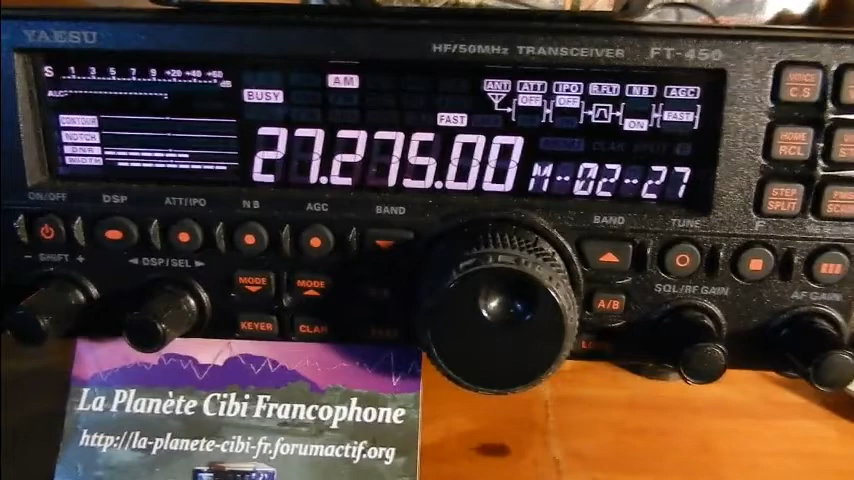 YAESU
HF/50MHz TRANSCEIVER FT-450
S 1 3 5 7 9 +20 +40 +60 dB
ALC
BUSY AM
FAST
ANT ATT IPO R.FLT NB AGC
OFF OFF ON FAST
CONTOUR
NOTCH
DNR
WIDTH
27.275.00 M-02-27
MINCE C.S
HOME RCL
STEP SPLIT
ON/OFF DSP ATT/IPO NB AGC BAND BAND TUNE F
- SHIFT + ◄DSP/SEL► MODE MODE A/B SQL/RF GAIN AF GAIN
KEYER CLAR
La Planète Cibi Francophone
http://la-planete-cibi-fr.forumactif.org/